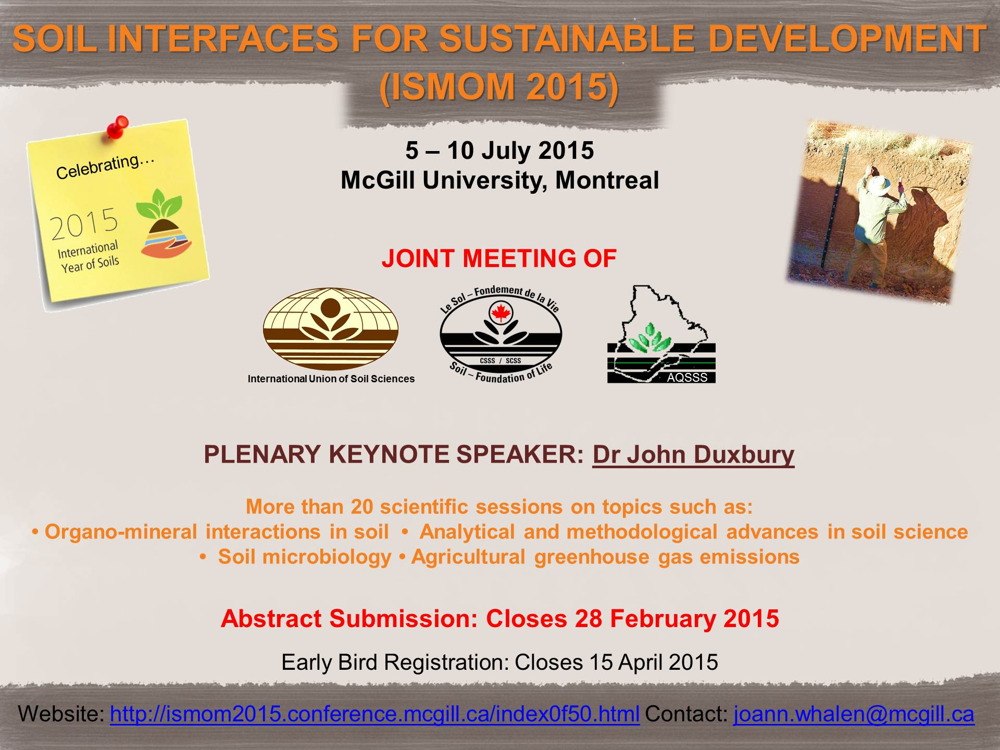 SOIL INTERFACES FOR SUSTAINABLE DEVELOPMENT
(ISMOM 2015)
5 – 10 July 2015
McGill University, Montreal
Celebrating…
2015
International
Year of Soils
JOINT MEETING OF
International Union of Soil Sciences
Le Sol – Fondement de la Vie
CSSS / SCSS
Soil – Foundation of Life
AQSSS
PLENARY KEYNOTE SPEAKER: Dr John Duxbury
More than 20 scientific sessions on topics such as:
• Organo-mineral interactions in soil • Analytical and methodological advances in soil science
• Soil microbiology • Agricultural greenhouse gas emissions
Abstract Submission: Closes 28 February 2015
Early Bird Registration: Closes 15 April 2015
Website: http://ismom2015.conference.mcgill.ca/index0f50.html Contact: joann.whalen@mcgill.ca